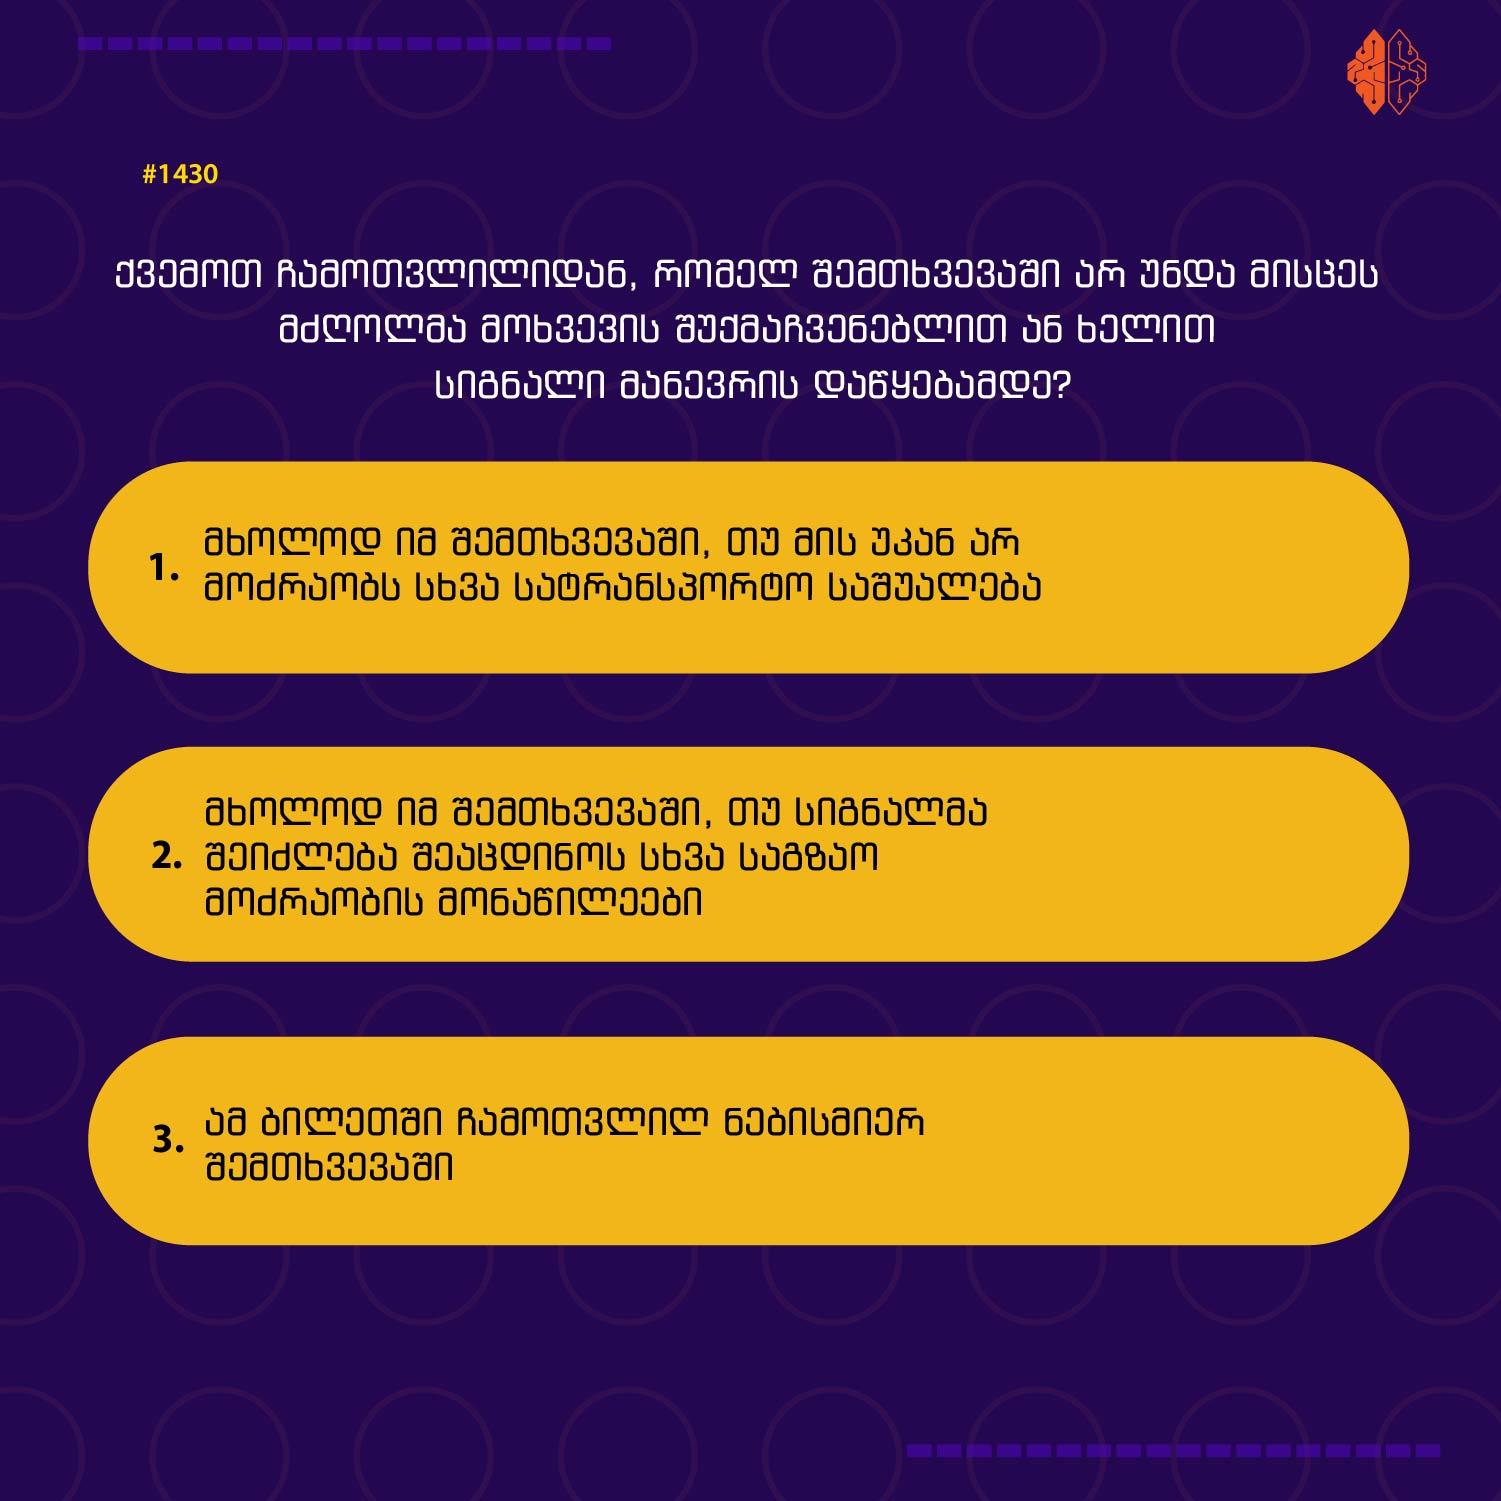 #1430
ქვემოთ ჩამოთვლილიდან, რომელ შემთხვევაში არ უნდა მისცეს
მძღოლმა მოხვევის შუქმაჩვენებლით ან ხელით
სიგნალი მანევრის დაწყებამდე?
1. მხოლოდ იმ შემთხვევაში, თუ მის უკან არ
მოძრაობს სხვა სატრანსპორტო საშუალება
მხოლოდ იმ შემთხვევაში, თუ სიგნალმა
2. შეიძლება შეაცდინოს სხვა საგზაო
მოძრაობის მონაწილეები
3. ამ ბილეთში ჩამოთვლილ ნებისმიერ
შემთხვევაში